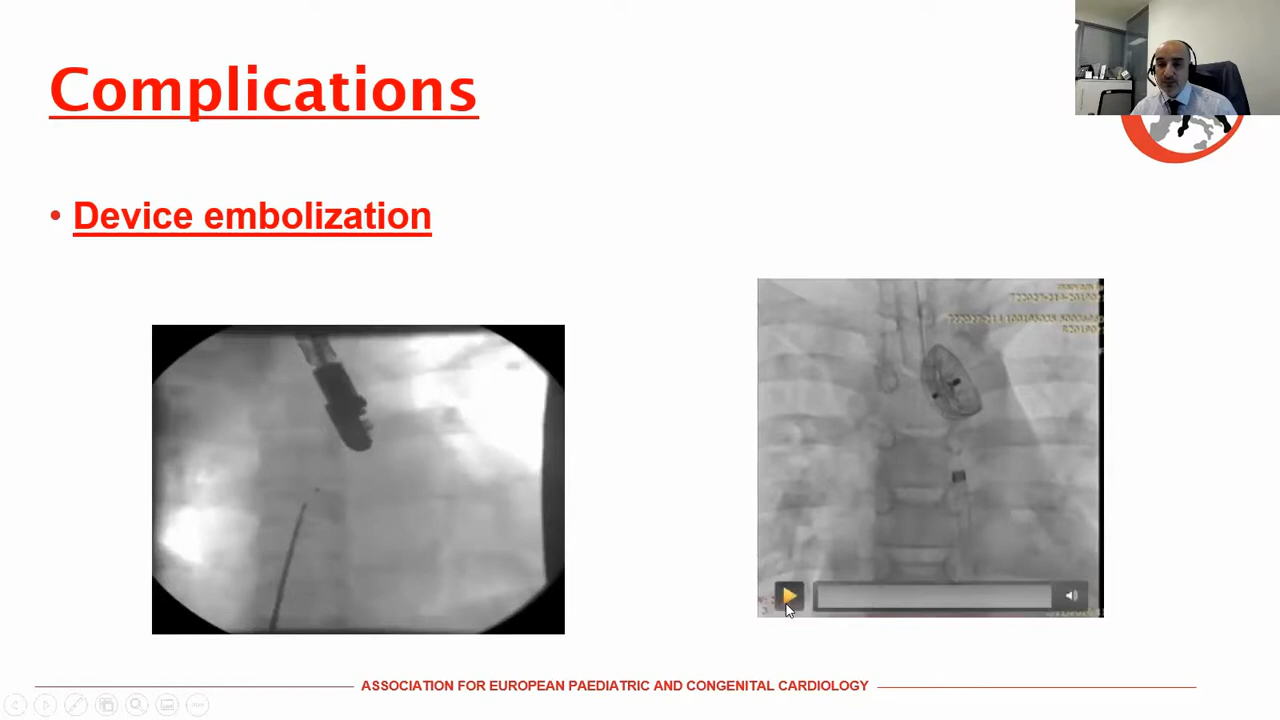 Complications
• Device embolization
ASSOCIATION FOR EUROPEAN PAEDIATRIC AND CONGENITAL CARDIOLOGY